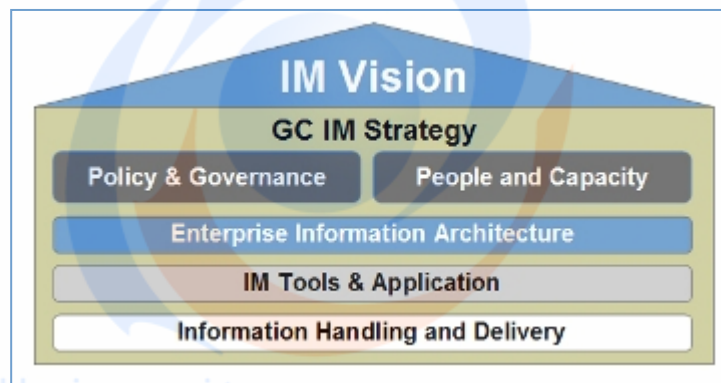 IM Vision
GC IM Strategy
Policy & Governance
People and Capacity
Enterprise Information Architecture
IM Tools & Application
Information Handling and Delivery